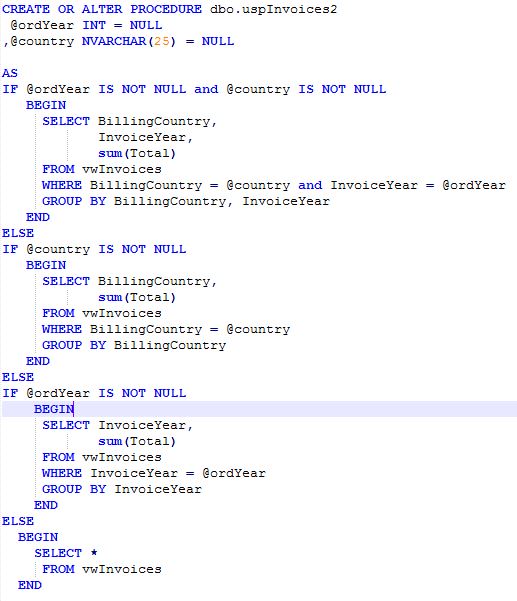 CREATE OR ALTER PROCEDURE dbo.uspInvoices2
@ordYear INT = NULL
,@country NVARCHAR(25) = NULL
AS
IF @ordYear IS NOT NULL and @country IS NOT NULL
BEGIN
SELECT BillingCountry,
InvoiceYear,
sum(Total)
FROM vwInvoices
WHERE BillingCountry = @country and InvoiceYear = @ordYear
GROUP BY BillingCountry, InvoiceYear
END
ELSE
IF @country IS NOT NULL
BEGIN
SELECT BillingCountry,
sum(Total)
FROM vwInvoices
WHERE BillingCountry = @country
GROUP BY BillingCountry
END
ELSE
IF @ordYear IS NOT NULL
BEGIN
SELECT InvoiceYear,
sum(Total)
FROM vwInvoices
WHERE InvoiceYear = @ordYear
GROUP BY InvoiceYear
END
ELSE
BEGIN
SELECT *
FROM vwInvoices
END